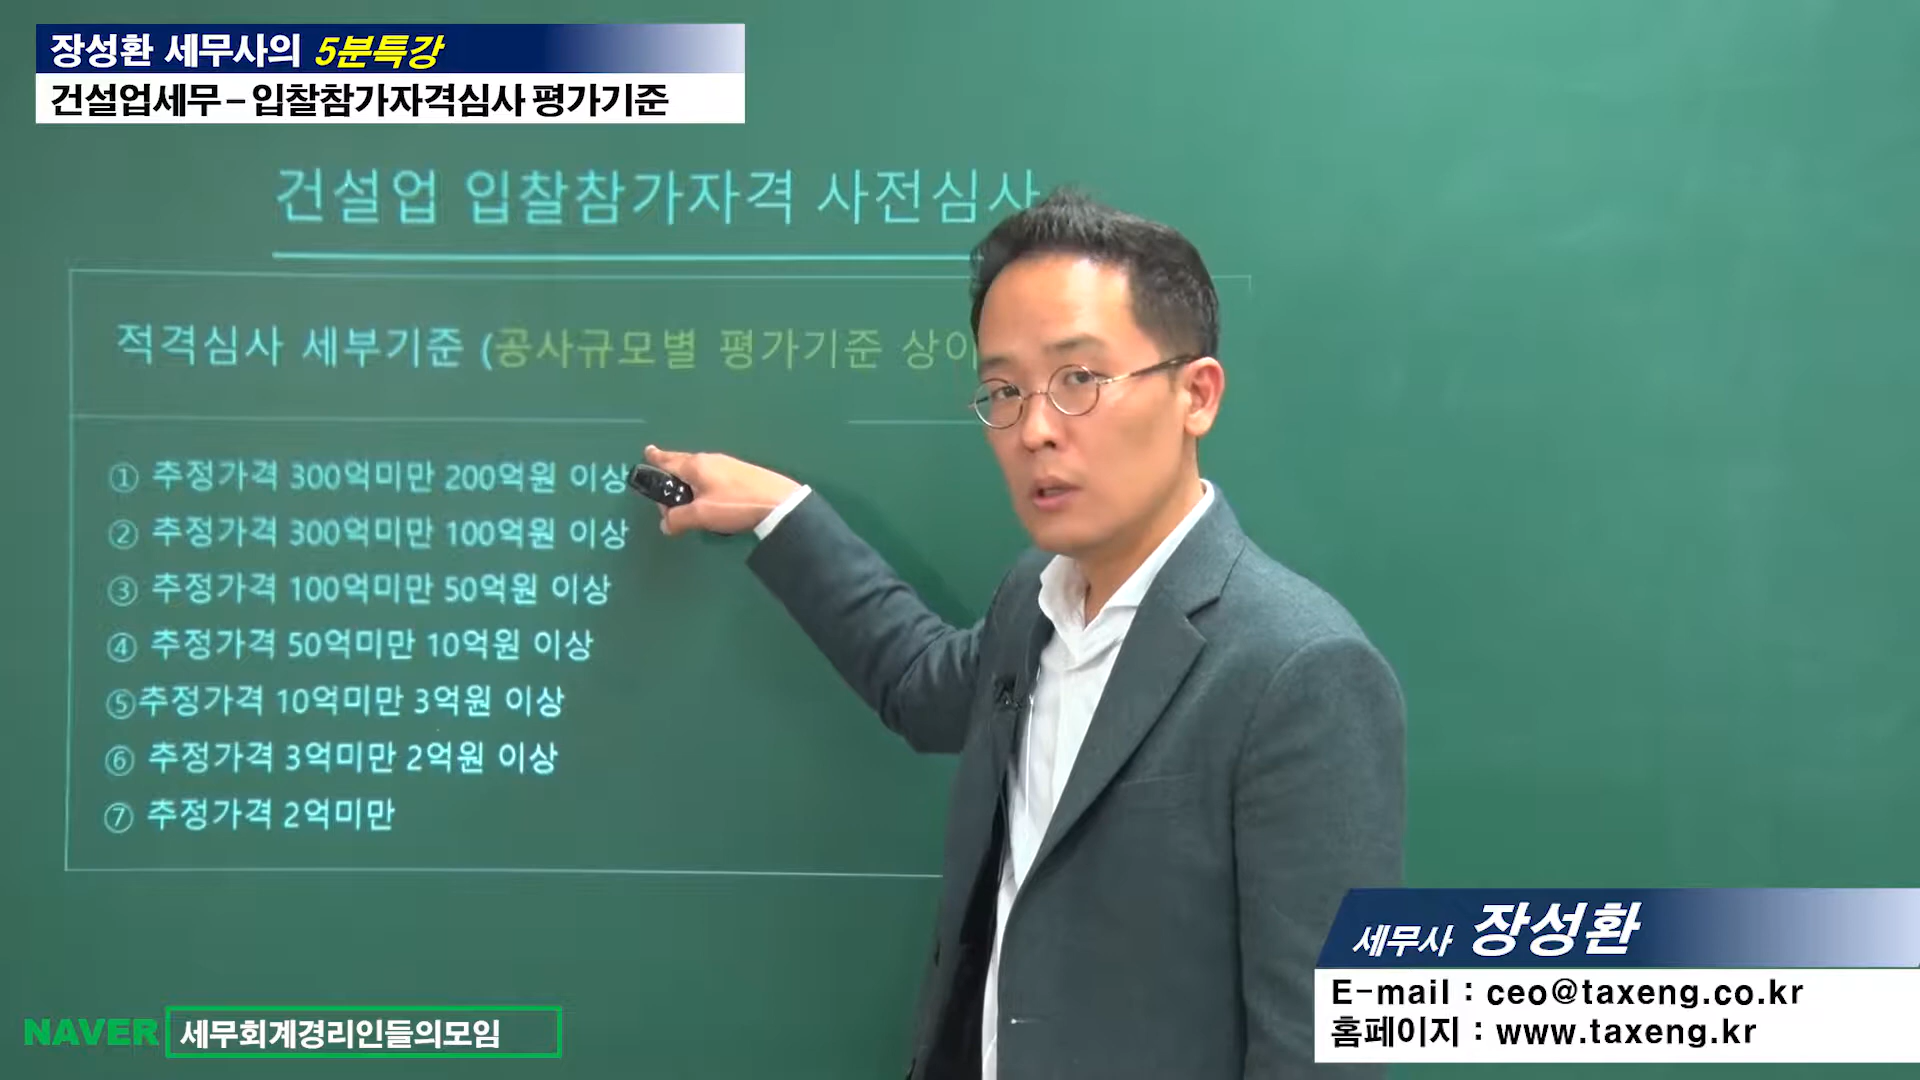 장성환 세무사의 5분특강
건설업세무 – 입찰참가자격심사 평가기준
건설업 입찰참가자격 사전심사
적격심사 세부기준 (공사규모별 평가기준 상이
① 추정가격 300억미만 200억원 이상
② 추정가격 300억미만 100억원 이상
③ 추정가격 100억미만 50억원 이상
④ 추정가격 50억미만 10억원 이상
⑤추정가격 10억미만 3억원 이상
⑥ 추정가격 3억미만 2억원 이상
⑦ 추정가격 2억미만
세무사 장성환
E-mail : ceo@taxeng.co.kr
홈페이지 : www.taxeng.kr
NAVER 세무회계경리인들의모임